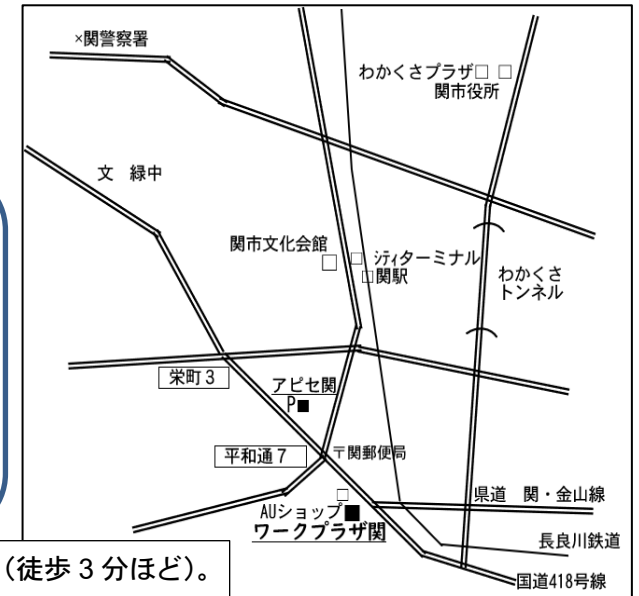 ×関警察署
わかくさプラザ
関市役所
文 緑中
関市文化会館
シティターミナル
関駅
わかくさ
トンネル
栄町３
アピセ関
P■
平和通７
〒関郵便局
AUショップ
ワークプラザ関
県道 関・金山線
長良川鉄道
国道418号線
（徒歩３分ほど）。